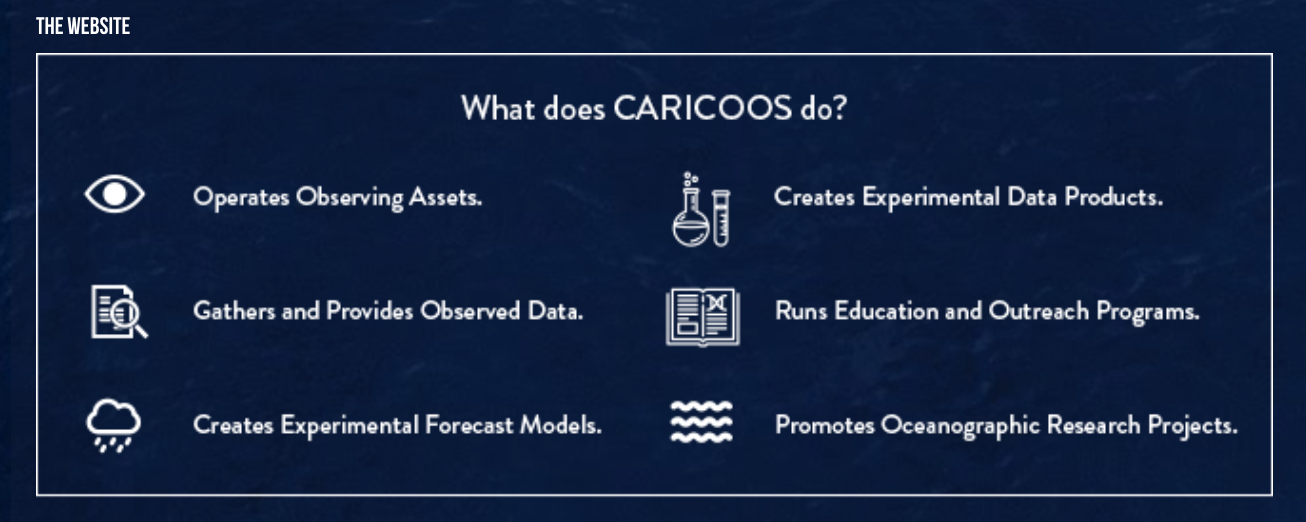 THE WEBSITE
What does CARICOOS do?
Operates Observing Assets.
Creates Experimental Data Products.
Gathers and Provides Observed Data.
Runs Education and Outreach Programs.
Creates Experimental Forecast Models.
Promotes Oceanographic Research Projects.